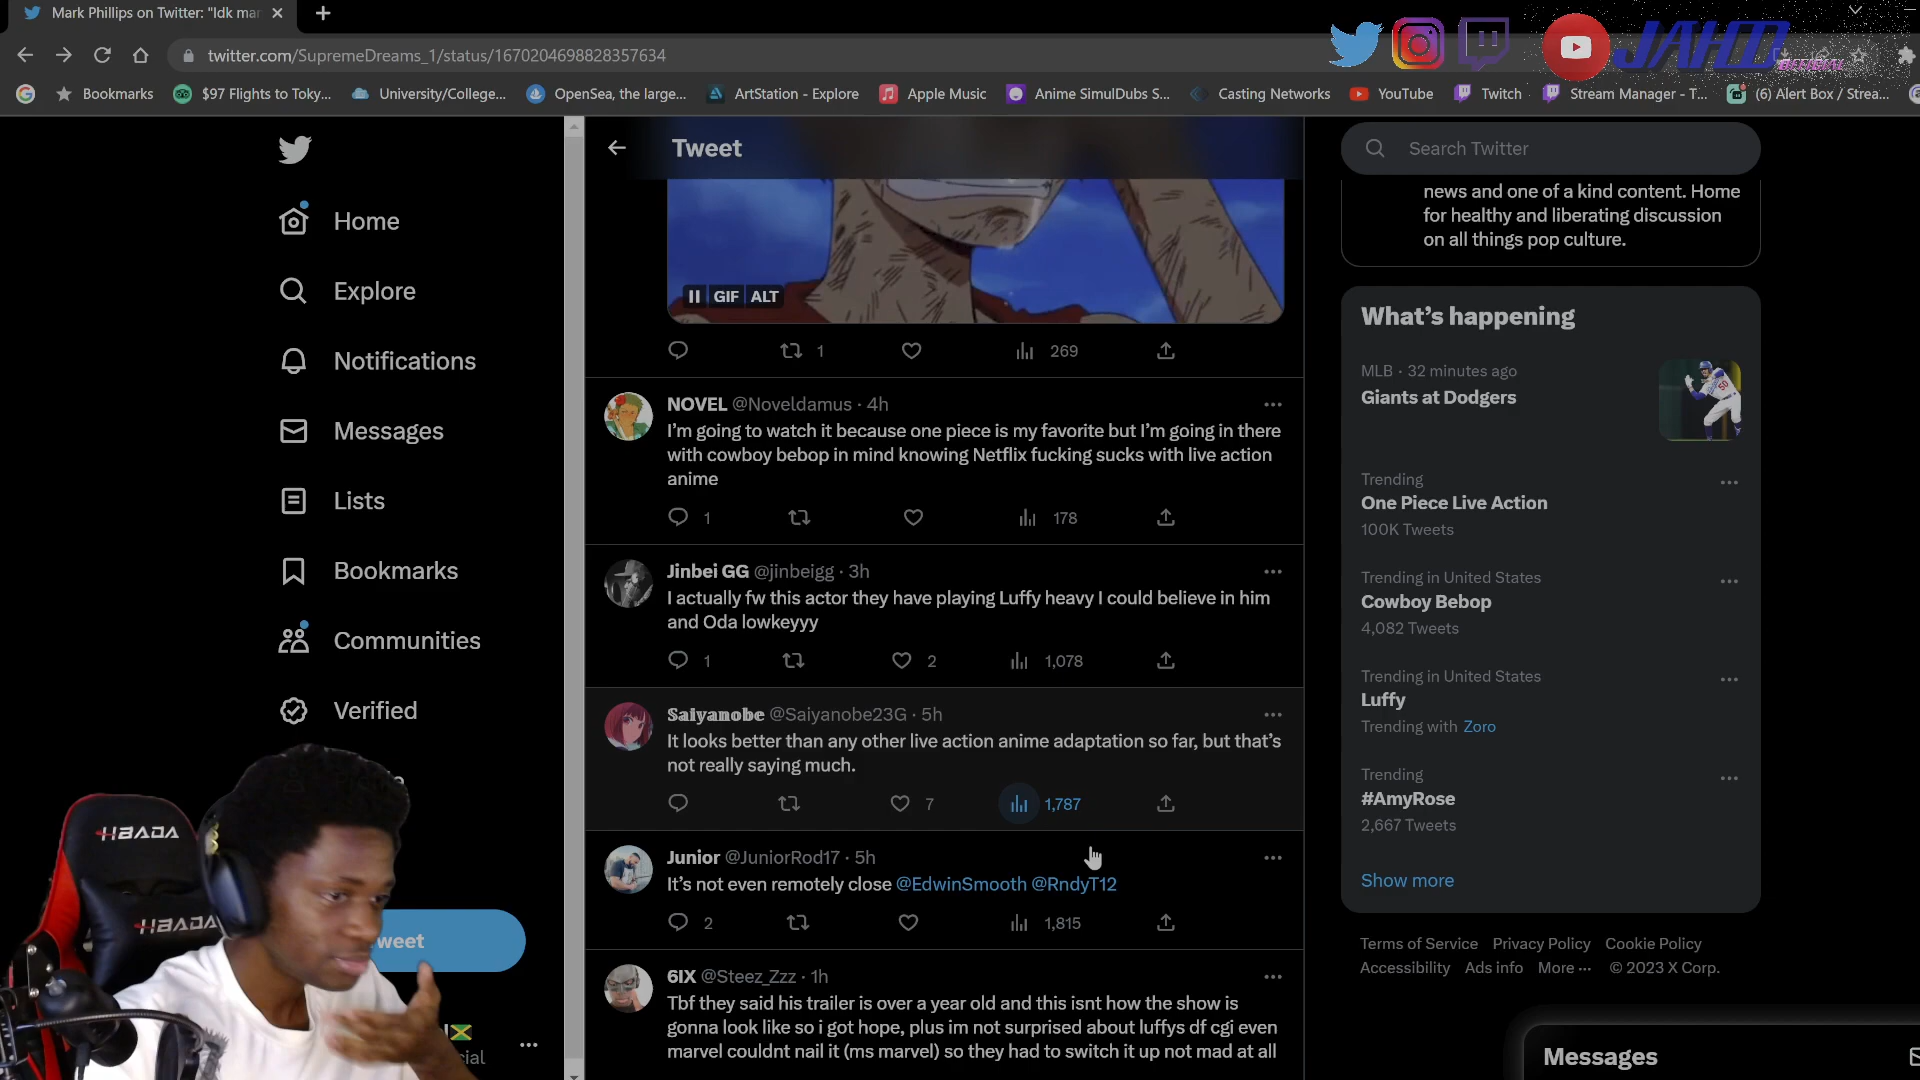 Mark Phillips on Twitter: "Idk mar
twitter.com/SupremeDreams_1/status/1670204698828357634
JAHD
OFFICIAL
Bookmarks
$97 Flights to Toky...
University/College...
OpenSea, the large...
ArtStation - Explore
Apple Music
Anime SimulDubs S...
Casting Networks
YouTube
Twitch
Stream Manager - T...
(6) Alert Box / Strea...
Home
Explore
Notifications
Messages
Lists
Bookmarks
Communities
Verified
weet
cial
HBADA
HBADA
Tweet
GIF ALT
1
269
NOVEL @Noveldamus · 4h
I'm going to watch it because one piece is my favorite but I'm going in there
with cowboy bebop in mind knowing Netflix fucking sucks with live action
anime
1
178
Jinbei GG @jinbeigg · 3h
I actually fw this actor they have playing Luffy heavy I could believe in him
and Oda lowkeyyy
1
2
1,078
Saiyanobe @Saiyanobe23G · 5h
It looks better than any other live action anime adaptation so far, but that's
not really saying much.
7
1,787
Junior @JuniorRod17 · 5h
It's not even remotely close @EdwinSmooth @RndyT12
2
1,815
6IX @Steez_Zzz · 1h
Tbf they said his trailer is over a year old and this isnt how the show is
gonna look like so i got hope, plus im not surprised about luffys df cgi even
marvel couldnt nail it (ms marvel) so they had to switch it up not mad at all
Search Twitter
news and one of a kind content. Home
for healthy and liberating discussion
on all things pop culture.
What's happening
MLB · 32 minutes ago
Giants at Dodgers
Trending
One Piece Live Action
100K Tweets
Trending in United States
Cowboy Bebop
4,082 Tweets
Trending in United States
Luffy
Trending with Zoro
Trending
#AmyRose
2,667 Tweets
Show more
Terms of Service Privacy Policy Cookie Policy
Accessibility Ads info More ··· © 2023 X Corp.
Messages